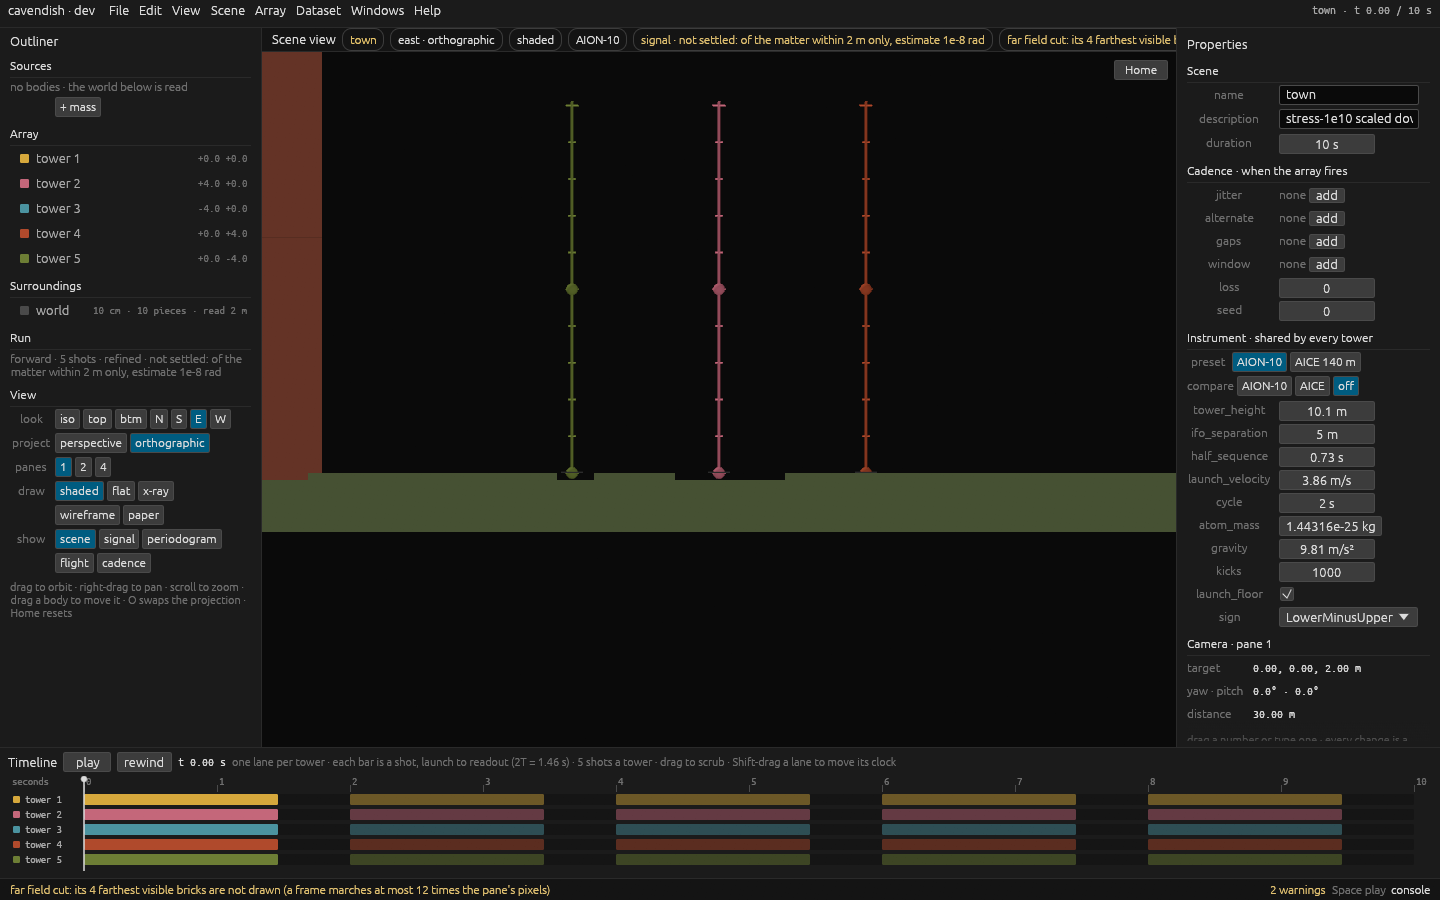 cavendish · dev File Edit View Scene Array Dataset Windows Help town · t 0.00 / 10 s
Outliner
Sources
no bodies · the world below is read
+ mass
Array
tower 1 +0.0 +0.0
tower 2 +4.0 +0.0
tower 3 -4.0 +0.0
tower 4 +0.0 +4.0
tower 5 +0.0 -4.0
Surroundings
world 10 cm · 10 pieces · read 2 m
Run
forward · 5 shots · refined · not settled: of the
matter within 2 m only, estimate 1e-8 rad
View
look iso top btm N S E W
project perspective orthographic
panes 1 2 4
draw shaded flat x-ray
wireframe paper
show scene signal periodogram
flight cadence
drag to orbit · right-drag to pan · scroll to zoom ·
drag a body to move it · O swaps the projection ·
Home resets
Scene view town east · orthographic shaded AION-10 signal · not settled: of the matter within 2 m only, estimate 1e-8 rad far field cut: its 4 farthest visible
Home
Properties
Scene
name town
description stress-1e10 scaled
duration 10 s
Cadence · when the array fires
jitter none add
alternate none add
gaps none add
window none add
loss 0
seed 0
Instrument · shared by every tower
preset AION-10 AICE 140 m
compare AION-10 AICE off
tower_height 10.1 m
ifo_separation 5 m
half_sequence 0.73 s
launch_velocity 3.86 m/s
cycle 2 s
atom_mass 1.44316e-25 kg
gravity 9.81 m/s²
kicks 1000
launch_floor
sign LowerMinusUpper
Camera · pane 1
target 0.00, 0.00, 2.00 m
yaw · pitch 0.0° · 0.0°
distance 30.00 m
Timeline play rewind t 0.00 s one lane per tower · each bar is a shot, launch to readout (2T = 1.46 s) · 5 shots a tower · drag to scrub · Shift-drag a lane to move its clock
seconds 0 1 2 3 4 5 6 7 8 9 10
tower 1
tower 2
tower 3
tower 4
tower 5
far field cut: its 4 farthest visible bricks are not drawn (a frame marches at most 12 times the pane's pixels) 2 warnings Space play console